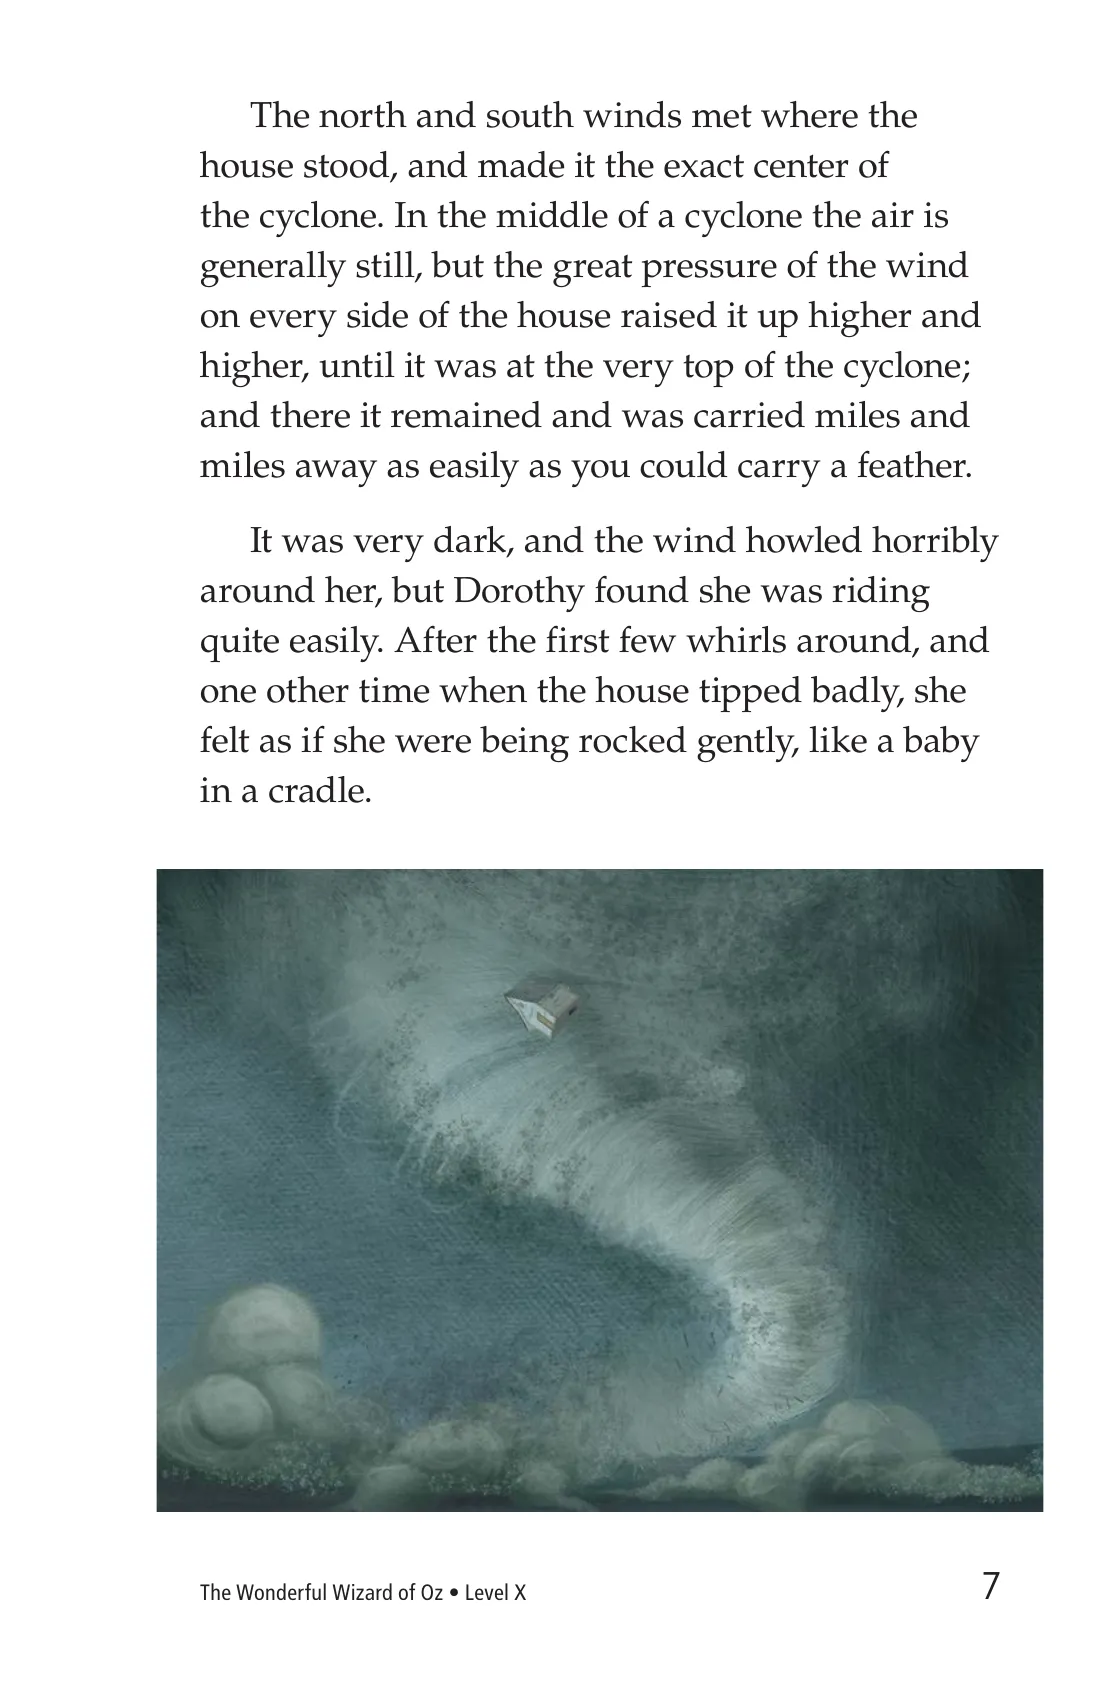 The north and south winds met where the
house stood, and made it the exact center of
the cyclone. In the middle of a cyclone the air is
generally still, but the great pressure of the wind
on every side of the house raised it up higher and
higher, until it was at the very top of the cyclone;
and there it remained and was carried miles and
miles away as easily as you could carry a feather.
It was very dark, and the wind howled horribly
around her, but Dorothy found she was riding
quite easily. After the first few whirls around, and
one other time when the house tipped badly, she
felt as if she were being rocked gently, like a baby
in a cradle.
The Wonderful Wizard of Oz • Level X
7